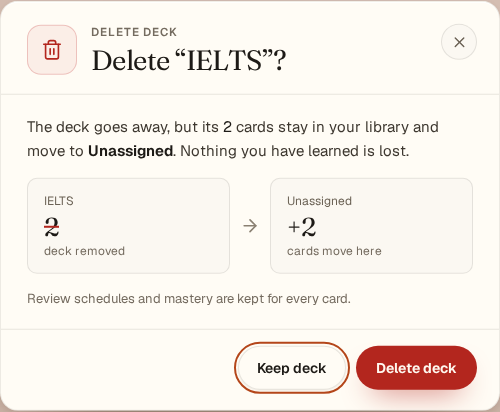 DELETE DECK
Delete “IELTS”?
The deck goes away, but its 2 cards stay in your library and
move to Unassigned. Nothing you have learned is lost.
IELTS
2
deck removed
→
Unassigned
+2
cards move here
Review schedules and mastery are kept for every card.
Keep deck
Delete deck